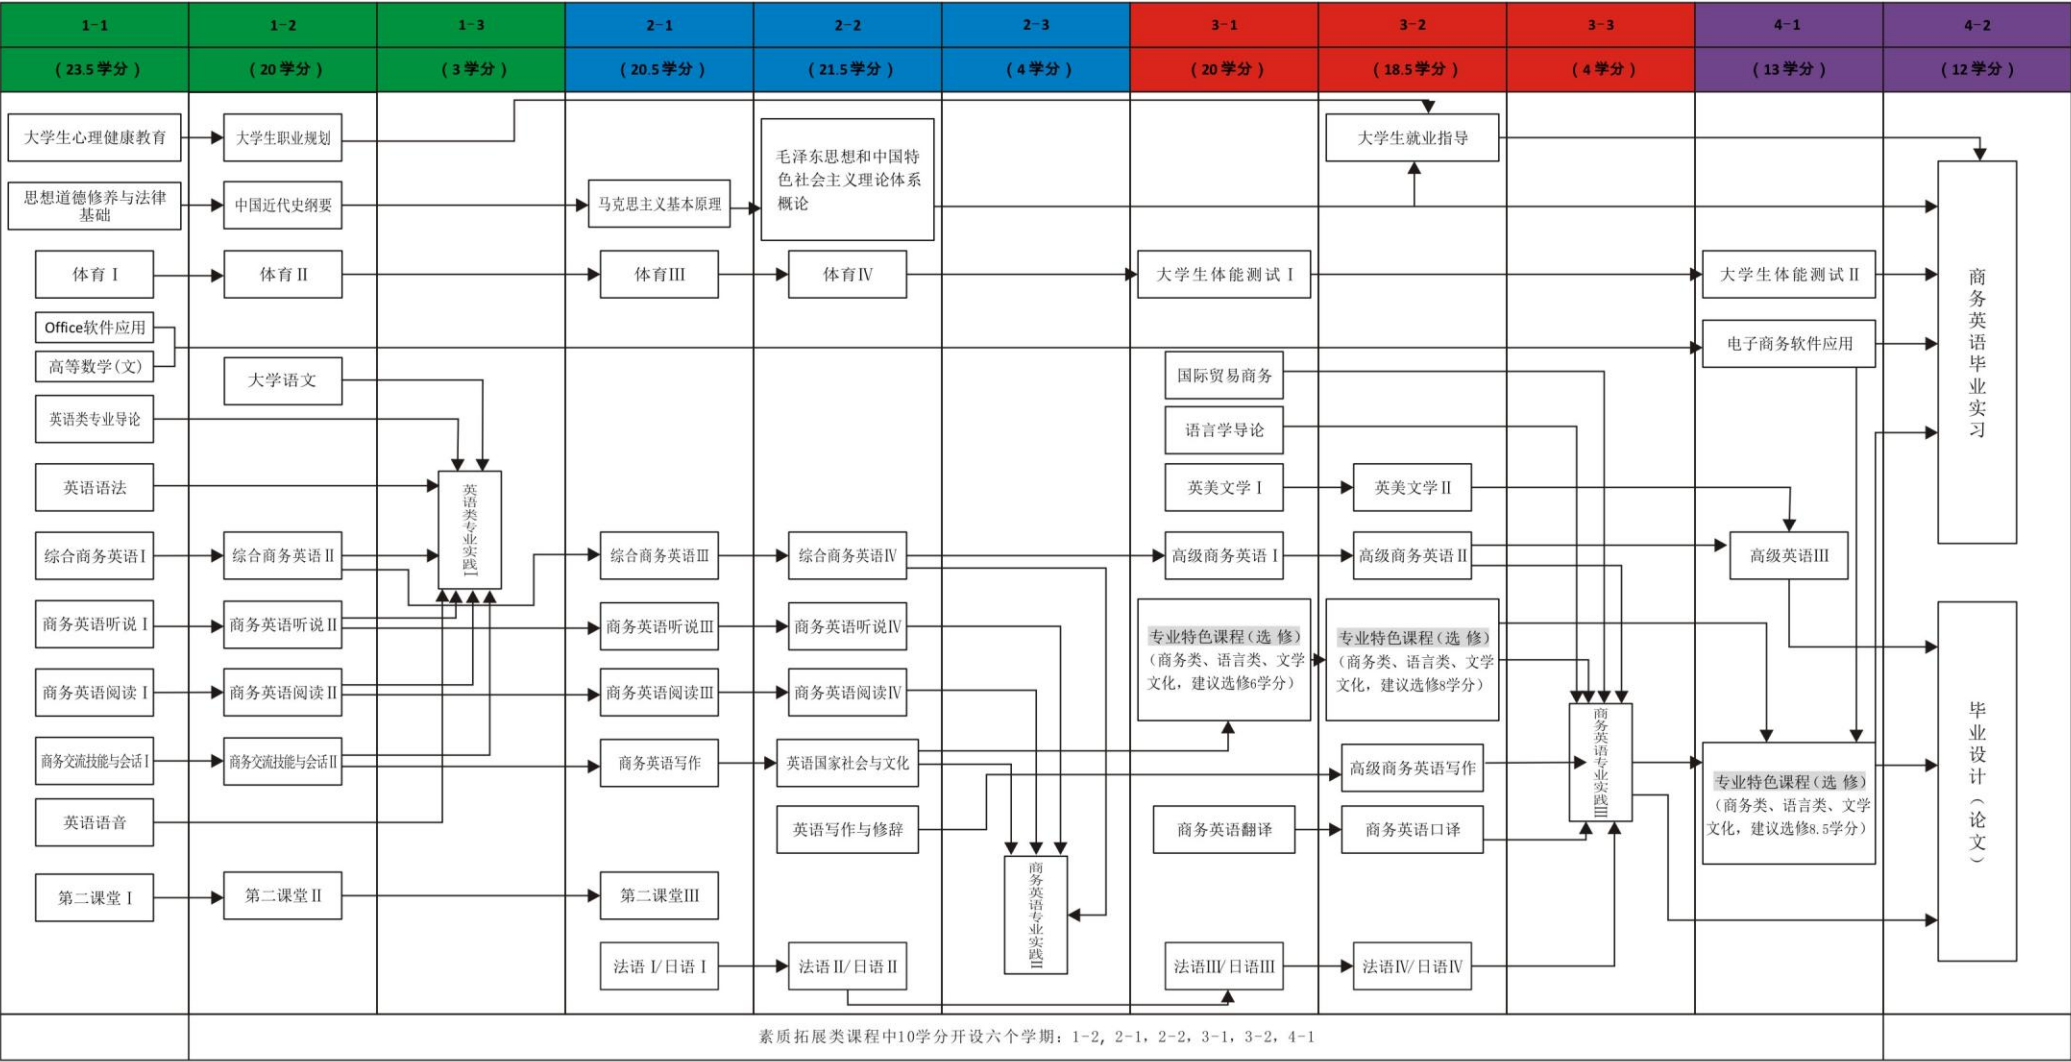 1-1
1-2
1-3
2-1
2-2
2-3
3-1
3-2
3-3
4-1
4-2
(23.5学分)
(20学分)
(3学分)
(20.5学分)
(21.5学分)
(4学分)
(20学分)
(18.5学分)
(4学分)
(13学分)
(12学分)
大学生心理健康教育
大学生职业规划
毛泽东思想和中国特
色社会主义理论体系
概论
大学生就业指导
思想道德修养与法律
基础
中国近代史纲要
马克思主义基本原理
体育Ⅰ
体育Ⅱ
体育Ⅲ
体育Ⅳ
大学生体能测试Ⅰ
大学生体能测试Ⅱ
商务英语毕业实习
Office软件应用
高等数学(文)
电子商务软件应用
大学语文
国际贸易商务
英语类专业导论
语言学导论
英语语法
英语类专业实践Ⅰ
英美文学Ⅰ
英美文学Ⅱ
综合商务英语Ⅰ
综合商务英语Ⅱ
综合商务英语Ⅲ
综合商务英语Ⅳ
高级商务英语Ⅰ
高级商务英语Ⅱ
高级英语Ⅲ
商务英语听说Ⅰ
商务英语听说Ⅱ
商务英语听说Ⅲ
商务英语听说Ⅳ
专业特色课程(选 修)
(商务类、语言类、文学
文化，建议选修6学分)
专业特色课程(选 修)
(商务类、语言类、文学
文化，建议选修8学分)
商务英语阅读Ⅰ
商务英语阅读Ⅱ
商务英语阅读Ⅲ
商务英语阅读Ⅳ
商务英语专业实践Ⅲ
毕业设计(论文)
商务交流技能与会话Ⅰ
商务交流技能与会话Ⅱ
商务英语写作
英语国家社会与文化
高级商务英语写作
专业特色课程(选 修)
(商务类、语言类、文学
文化，建议选修8.5学分)
英语语音
英语写作与修辞
商务英语翻译
商务英语口译
商务英语专业实践Ⅱ
第二课堂Ⅰ
第二课堂Ⅱ
第二课堂Ⅲ
法语Ⅰ/日语Ⅰ
法语Ⅱ/日语Ⅱ
法语Ⅲ/日语Ⅲ
法语Ⅳ/日语Ⅳ
素质拓展类课程中10学分开设六个学期：1-2，2-1，2-2，3-1，3-2，4-1